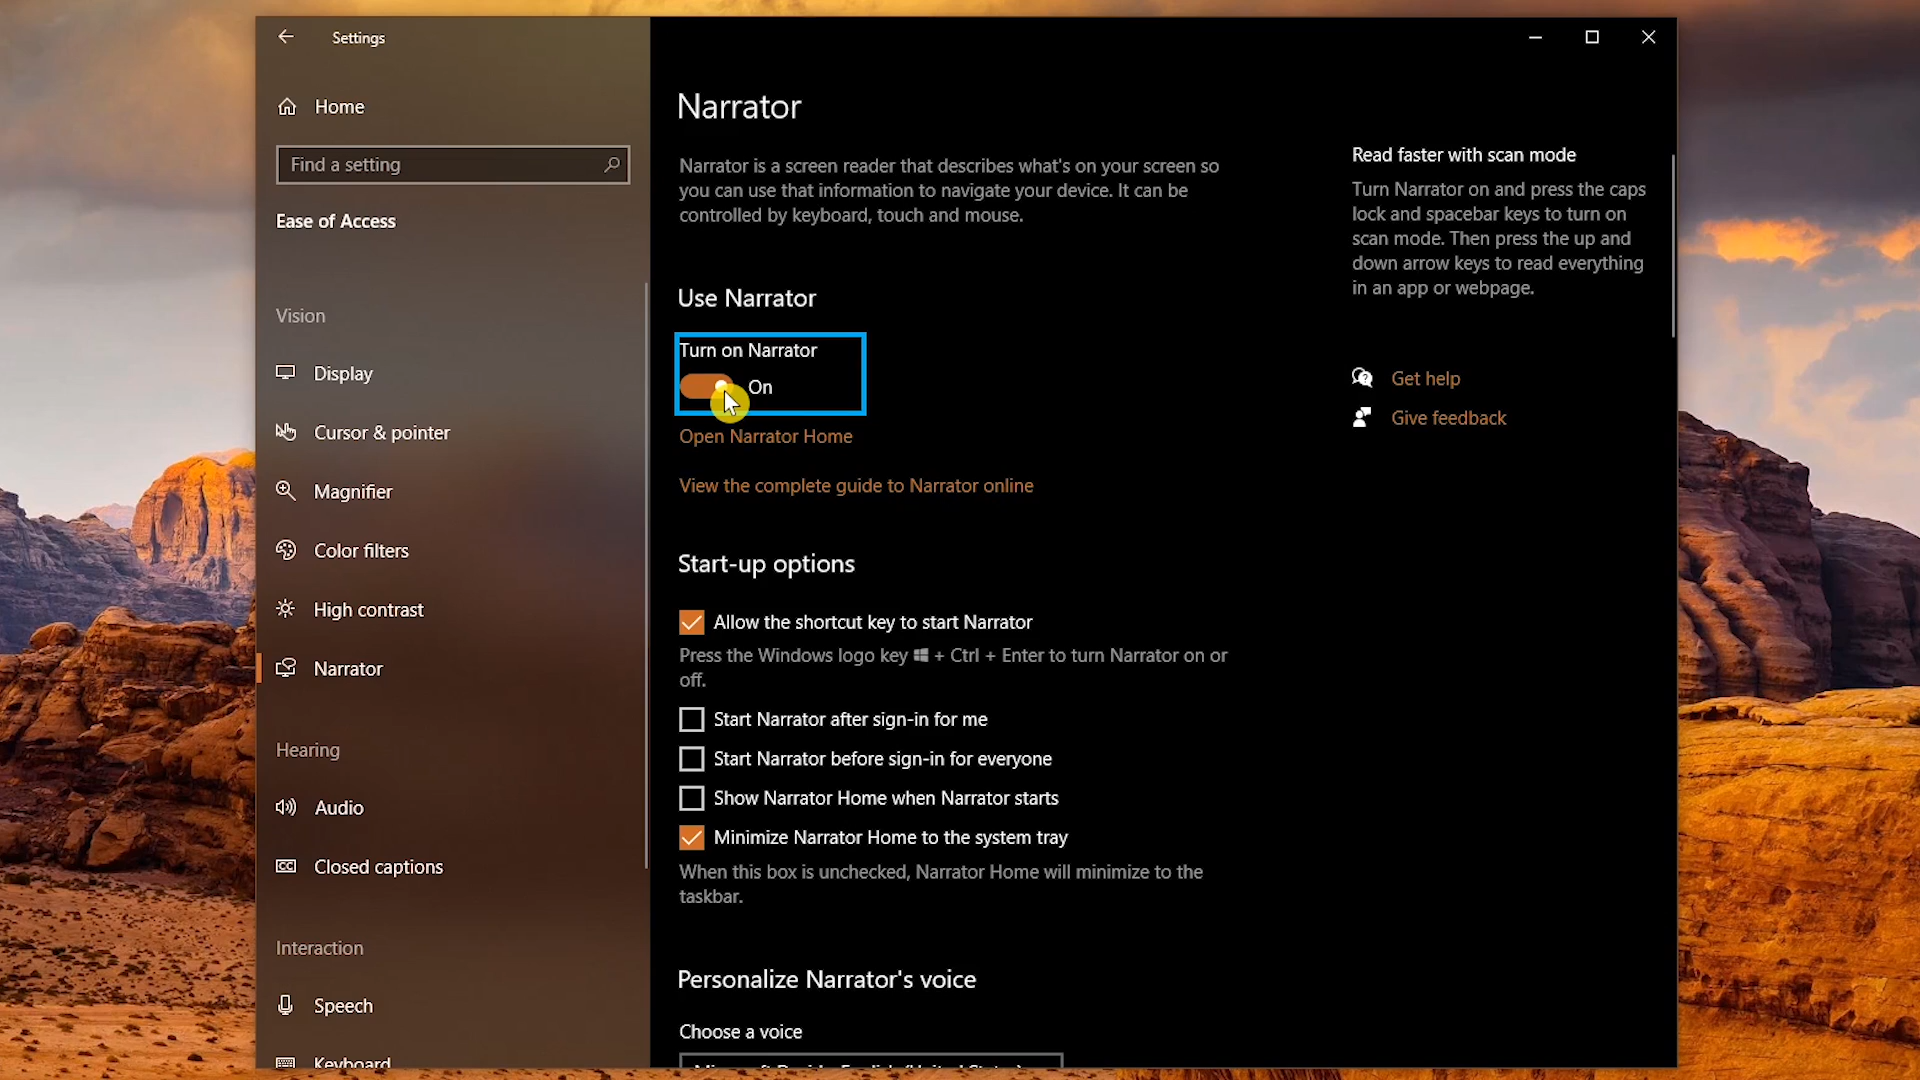 Settings
Home
Find a setting
Ease of Access
Vision
Display
Cursor & pointer
Magnifier
Color filters
High contrast
Narrator
Hearing
Audio
Closed captions
Interaction
Speech
Keyboard
Narrator
Narrator is a screen reader that describes what's on your screen so
you can use that information to navigate your device. It can be
controlled by keyboard, touch and mouse.
Use Narrator
Turn on Narrator
On
Open Narrator Home
View the complete guide to Narrator online
Start-up options
Allow the shortcut key to start Narrator
Press the Windows logo key + Ctrl + Enter to turn Narrator on or
off.
Start Narrator after sign-in for me
Start Narrator before sign-in for everyone
Show Narrator Home when Narrator starts
Minimize Narrator Home to the system tray
When this box is unchecked, Narrator Home will minimize to the
taskbar.
Personalize Narrator's voice
Choose a voice
Read faster with scan mode
Turn Narrator on and press the caps
lock and spacebar keys to turn on
scan mode. Then press the up and
down arrow keys to read everything
in an app or webpage.
Get help
Give feedback